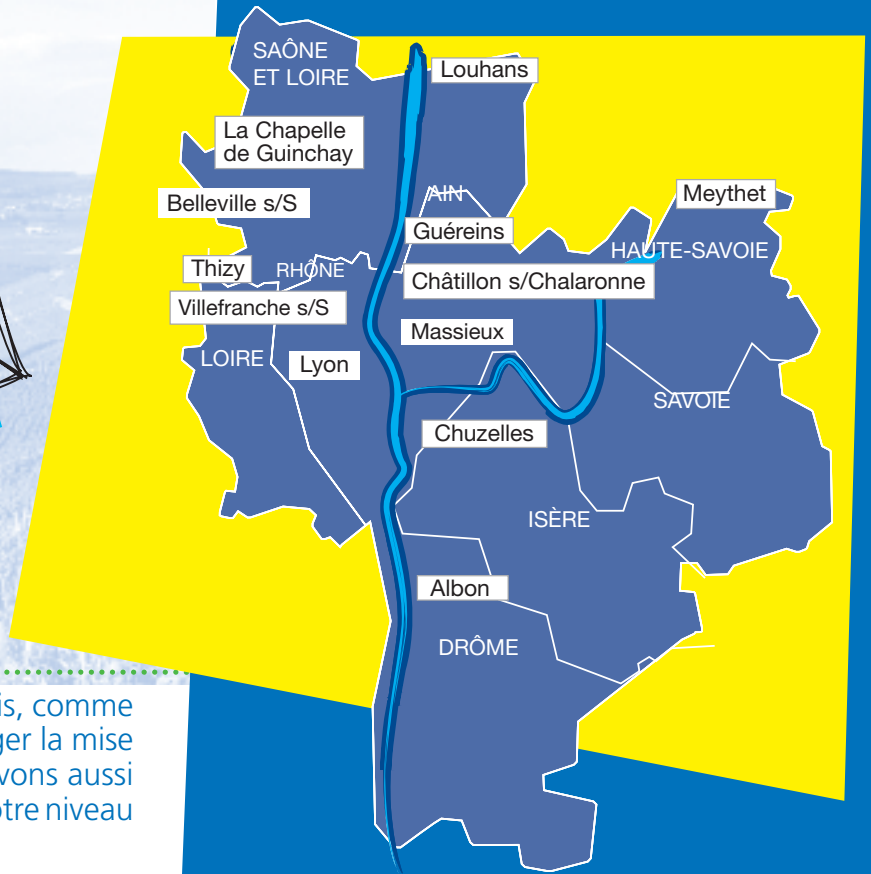 SAÔNE
ET LOIRE
Louhans
La Chapelle
de Guinchay
AIN
Meythet
Belleville s/S
Guéreins
HAUTE-SAVOIE
Thizy
RHÔNE
Châtillon s/Chalaronne
Villefranche s/S
Massieux
LOIRE
Lyon
SAVOIE
Chuzelles
ISÈRE
Albon
DRÔME
is, comme
ger la mise
vons aussi
otre niveau